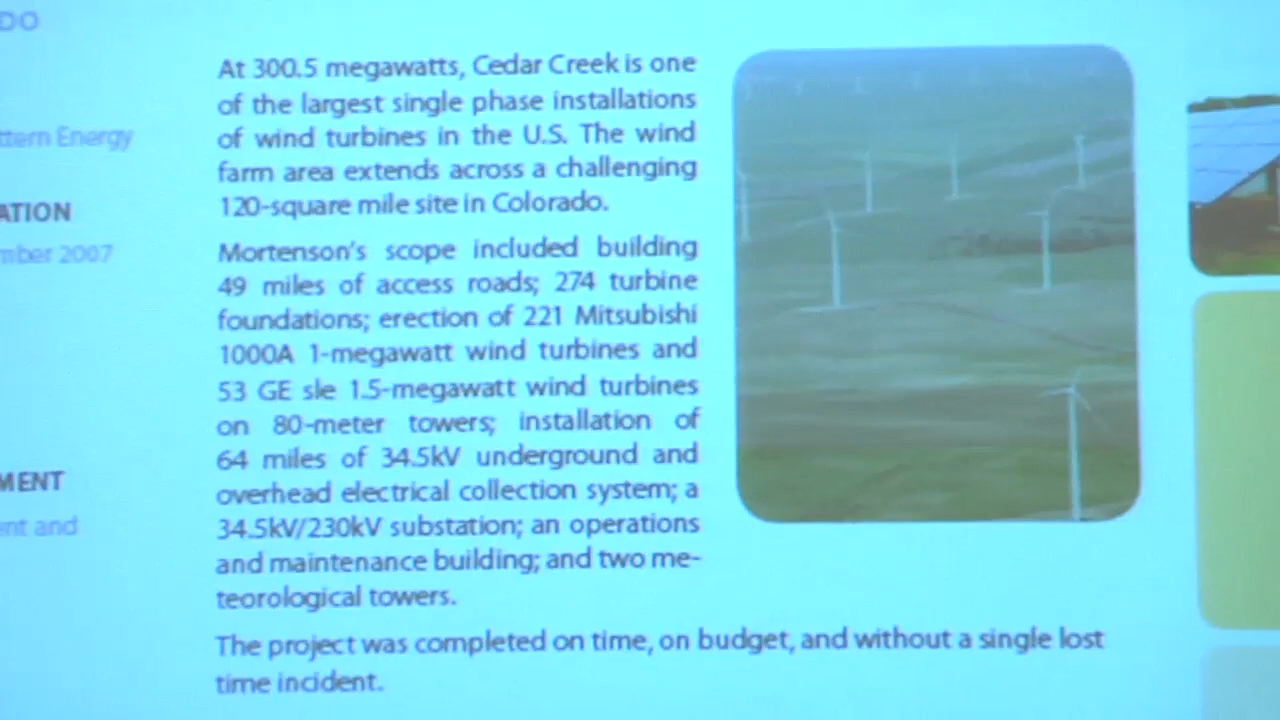 DO
ttern Energy
ATION
mber 2007
MENT
ent and
At 300.5 megawatts, Cedar Creek is one
of the largest single phase installations
of wind turbines in the U.S. The wind
farm area extends across a challenging
120-square mile site in Colorado.
Mortenson's scope included building
49 miles of access roads; 274 turbine
foundations; erection of 221 Mitsubishi
1000A 1-megawatt wind turbines and
53 GE sle 1.5-megawatt wind turbines
on 80-meter towers; installation of
64 miles of 34.5kV underground and
overhead electrical collection system; a
34.5kV/230kV substation; an operations
and maintenance building; and two me-
teorological towers.
The project was completed on time, on budget, and without a single lost
time incident.